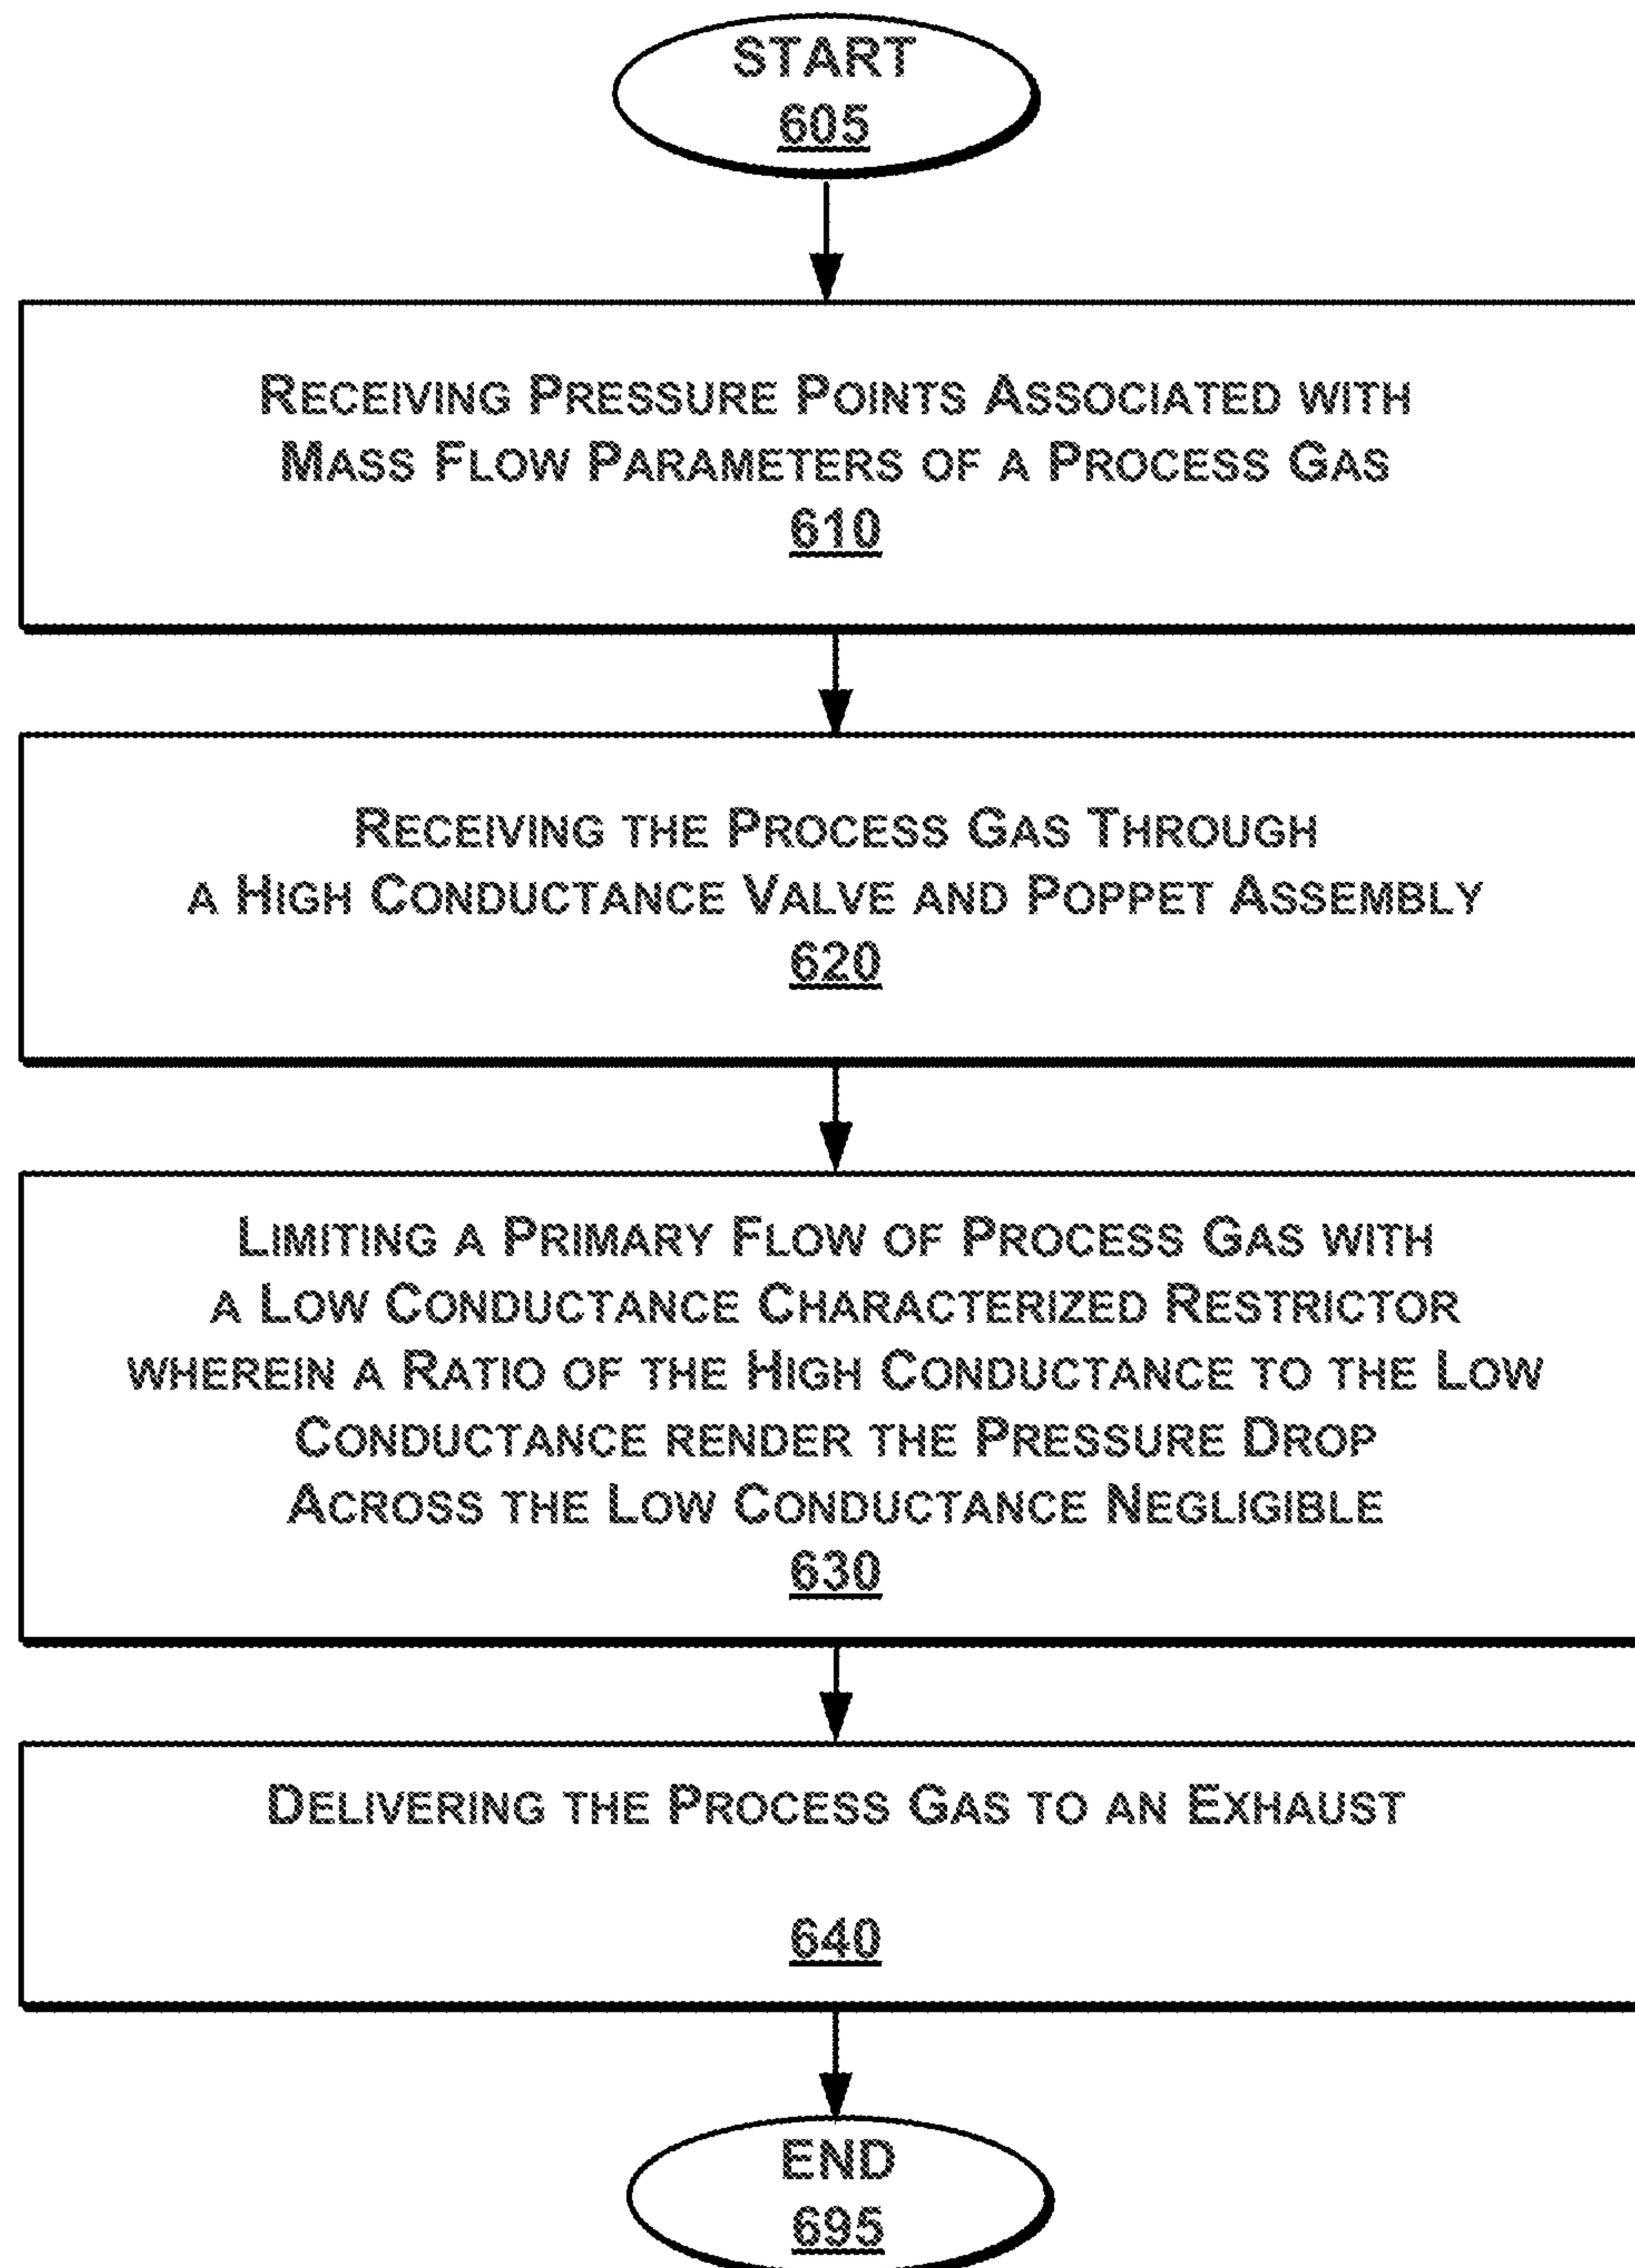 START
605
RECEIVING PRESSURE POINTS ASSOCIATED WITH
MASS FLOW PARAMETERS OF A PROCESS GAS
610
RECEIVING THE PROCESS GAS THROUGH
A HIGH CONDUCTANCE VALVE AND POPPET ASSEMBLY
620
LIMITING A PRIMARY FLOW OF PROCESS GAS WITH
A LOW CONDUCTANCE CHARACTERIZED RESTRICTOR
WHEREIN A RATIO OF THE HIGH CONDUCTANCE TO THE LOW
CONDUCTANCE RENDER THE PRESSURE DROP
ACROSS THE LOW CONDUCTANCE NEGLIGIBLE
630
DELIVERING THE PROCESS GAS TO AN EXHAUST
640
END
695